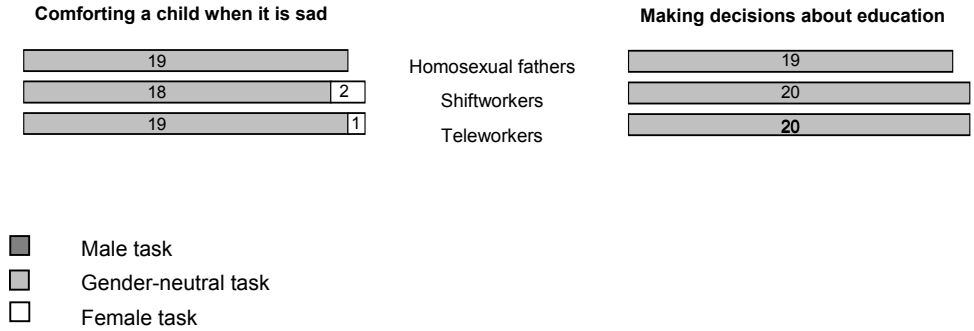 Comforting a child when it is sad
Making decisions about education
19
Homosexual fathers
19
18
2
Shiftworkers
20
19
1
Teleworkers
20
Male task
Gender-neutral task
Female task